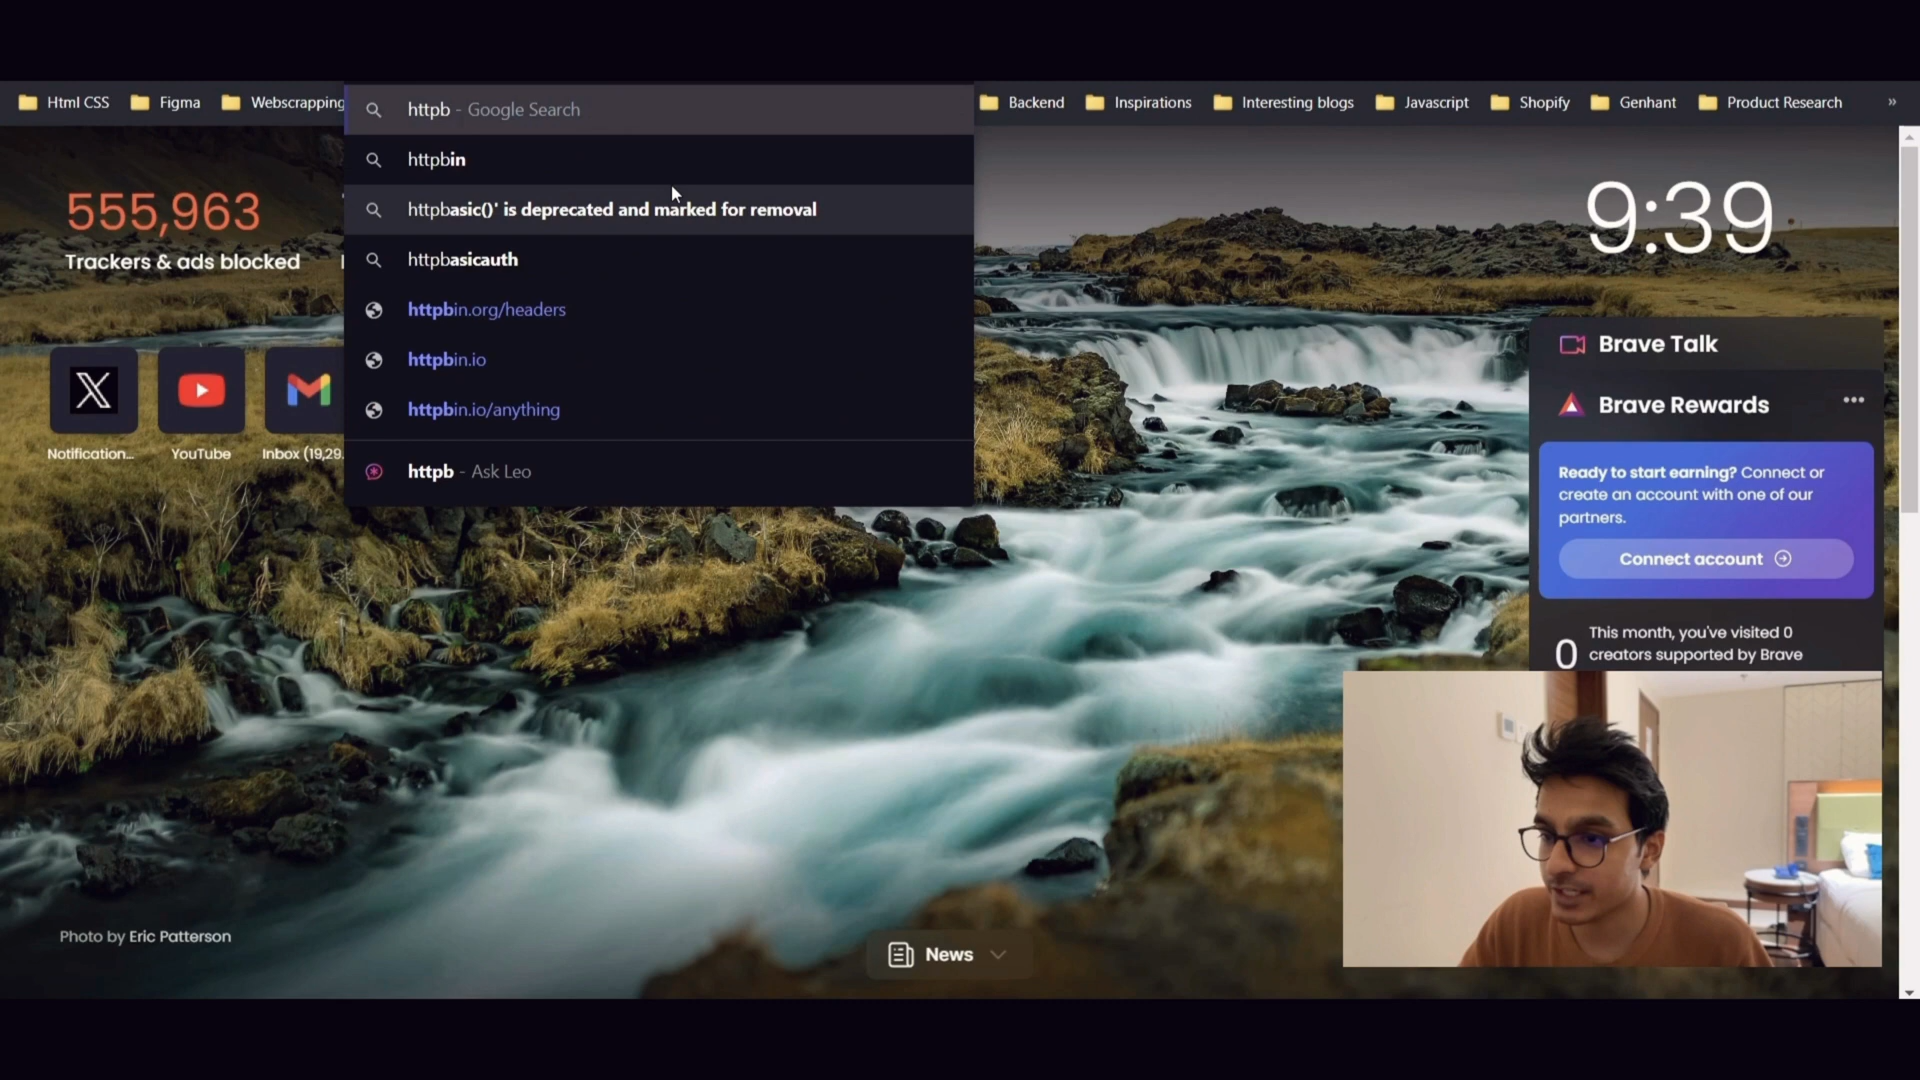 Html CSS
Figma
Webscrapping
Backend
Inspirations
Interesting blogs
Javascript
Shopify
Genhant
Product Research
»
httpb - Google Search
httpbin
httpbasic()' is deprecated and marked for removal
httpbasicauth
httpbin.org/headers
httpbin.io
httpbin.io/anything
httpb - Ask Leo
555,963
Trackers & ads blocked
Notification...
YouTube
Inbox (19,29.
9:39
Brave Talk
Brave Rewards
Ready to start earning? Connect or
create an account with one of our
partners.
Connect account
0
This month, you've visited 0
creators supported by Brave
Photo by Eric Patterson
News